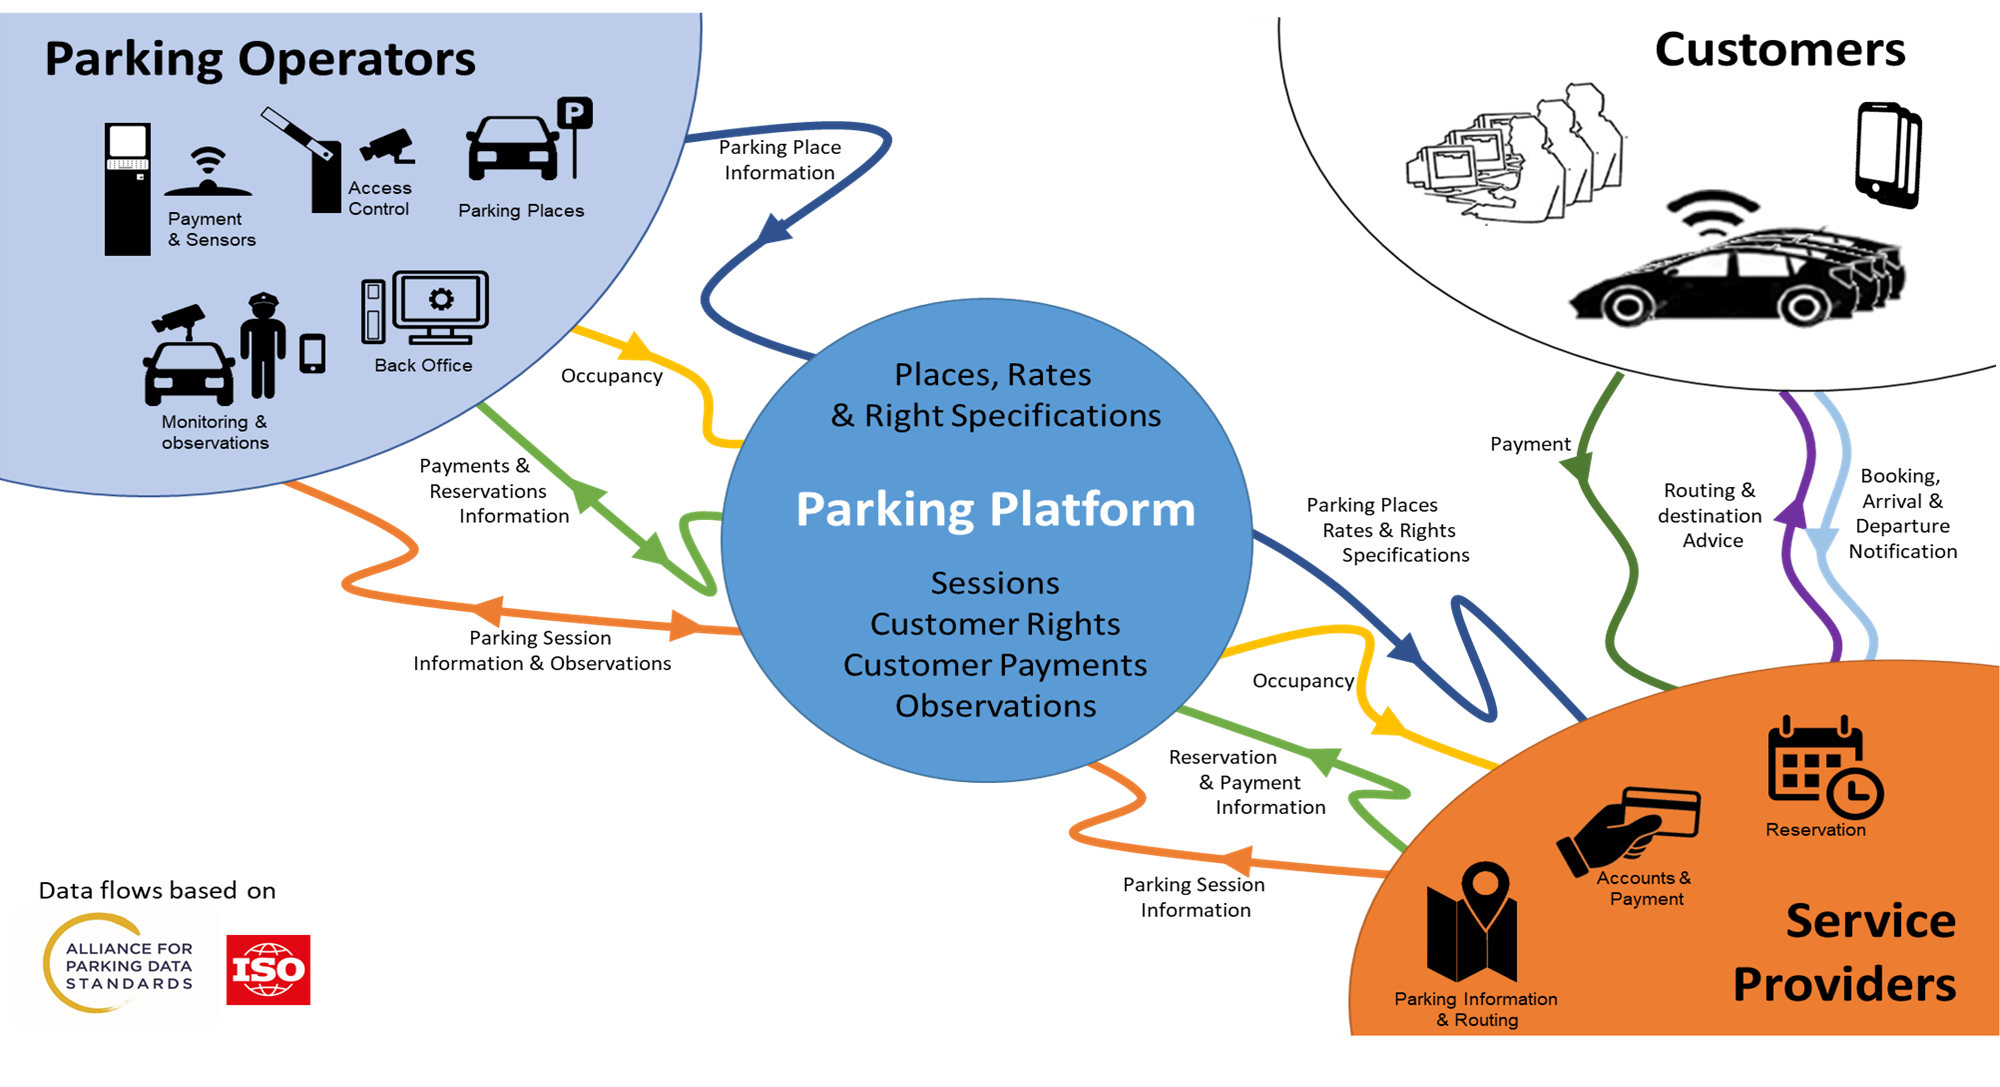 Parking Operators
P
Payment
& Sensors
Access
Control
Parking Places
Monitoring &
observations
Back Office
Customers
Parking Place
Information
Occupancy
Payments &
Reservations
Information
Parking Session
Information & Observations
Places, Rates
& Right Specifications
Parking Platform
Sessions
Customer Rights
Customer Payments
Observations
Parking Places
Rates & Rights
Specifications
Occupancy
Reservation
& Payment
Information
Parking Session
Information
Payment
Routing &
destination
Advice
Booking,
Arrival &
Departure
Notification
Reservation
Accounts &
Payment
Parking Information
& Routing
Service
Providers
Data flows based on
ALLIANCE FOR
PARKING DATA
STANDARDS
ISO